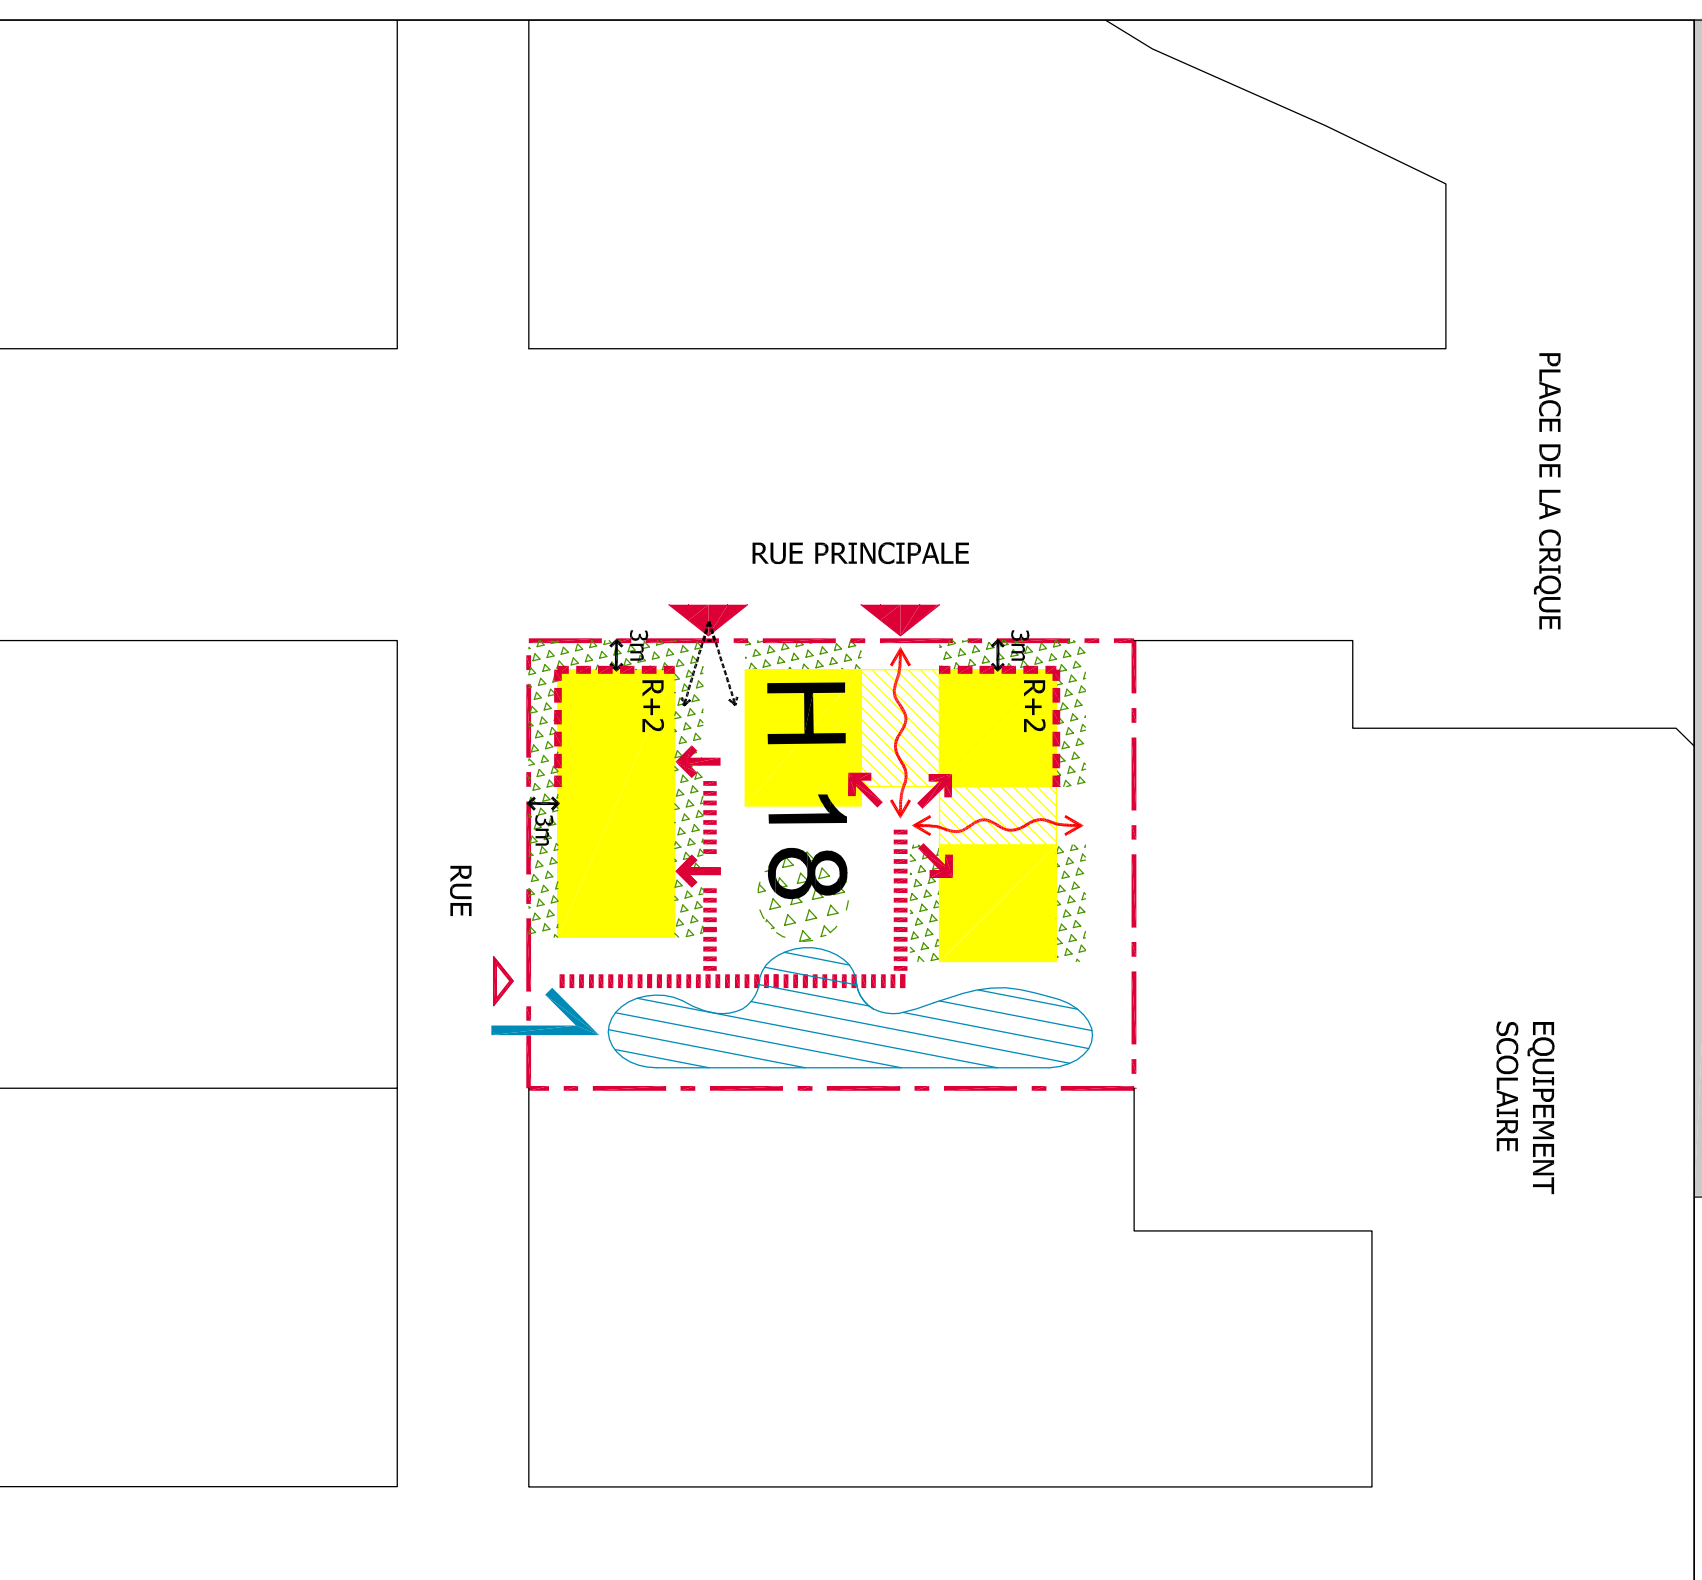 PLACE DE LA CRIQUE
RUE PRINCIPALE
3m
3m
R+2
R+2
H 18
3m
RUE
EQUIPEMENT
SCOLAIRE